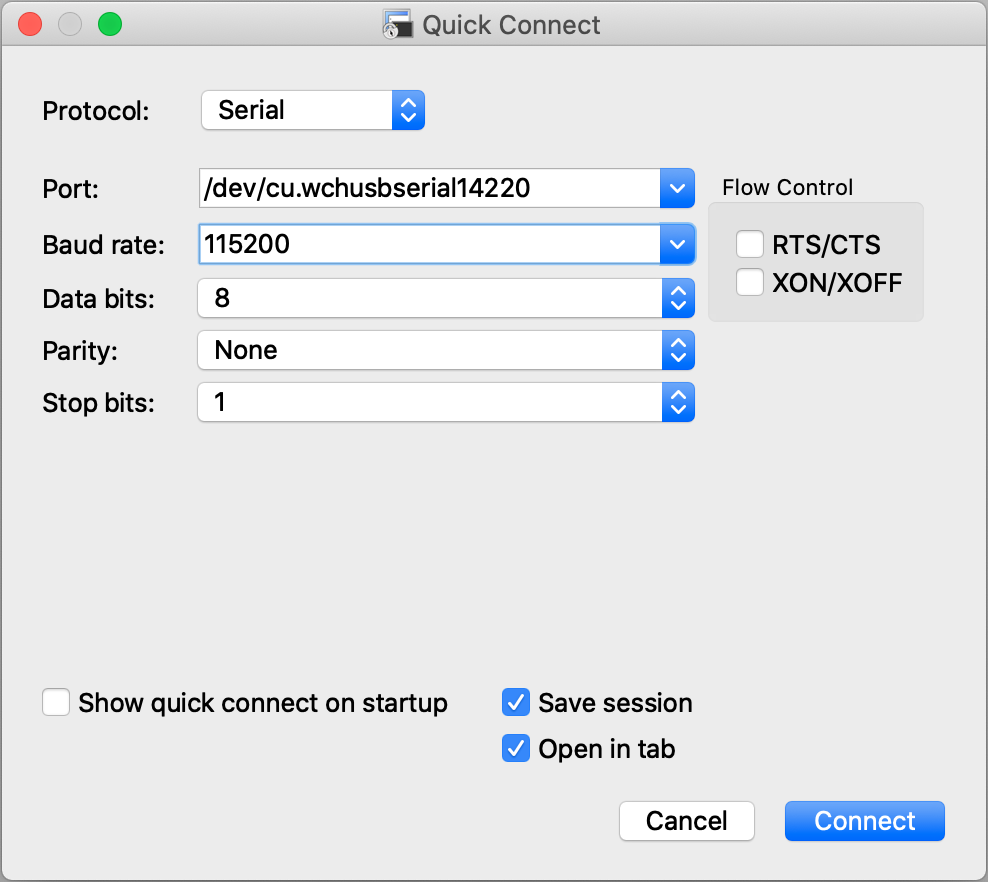 Quick Connect
Protocol: Serial
Port: /dev/cu.wchusbserial14220
Flow Control
Baud rate: 115200
RTS/CTS
Data bits: 8
XON/XOFF
Parity: None
Stop bits: 1
Show quick connect on startup
Save session
Open in tab
Cancel
Connect